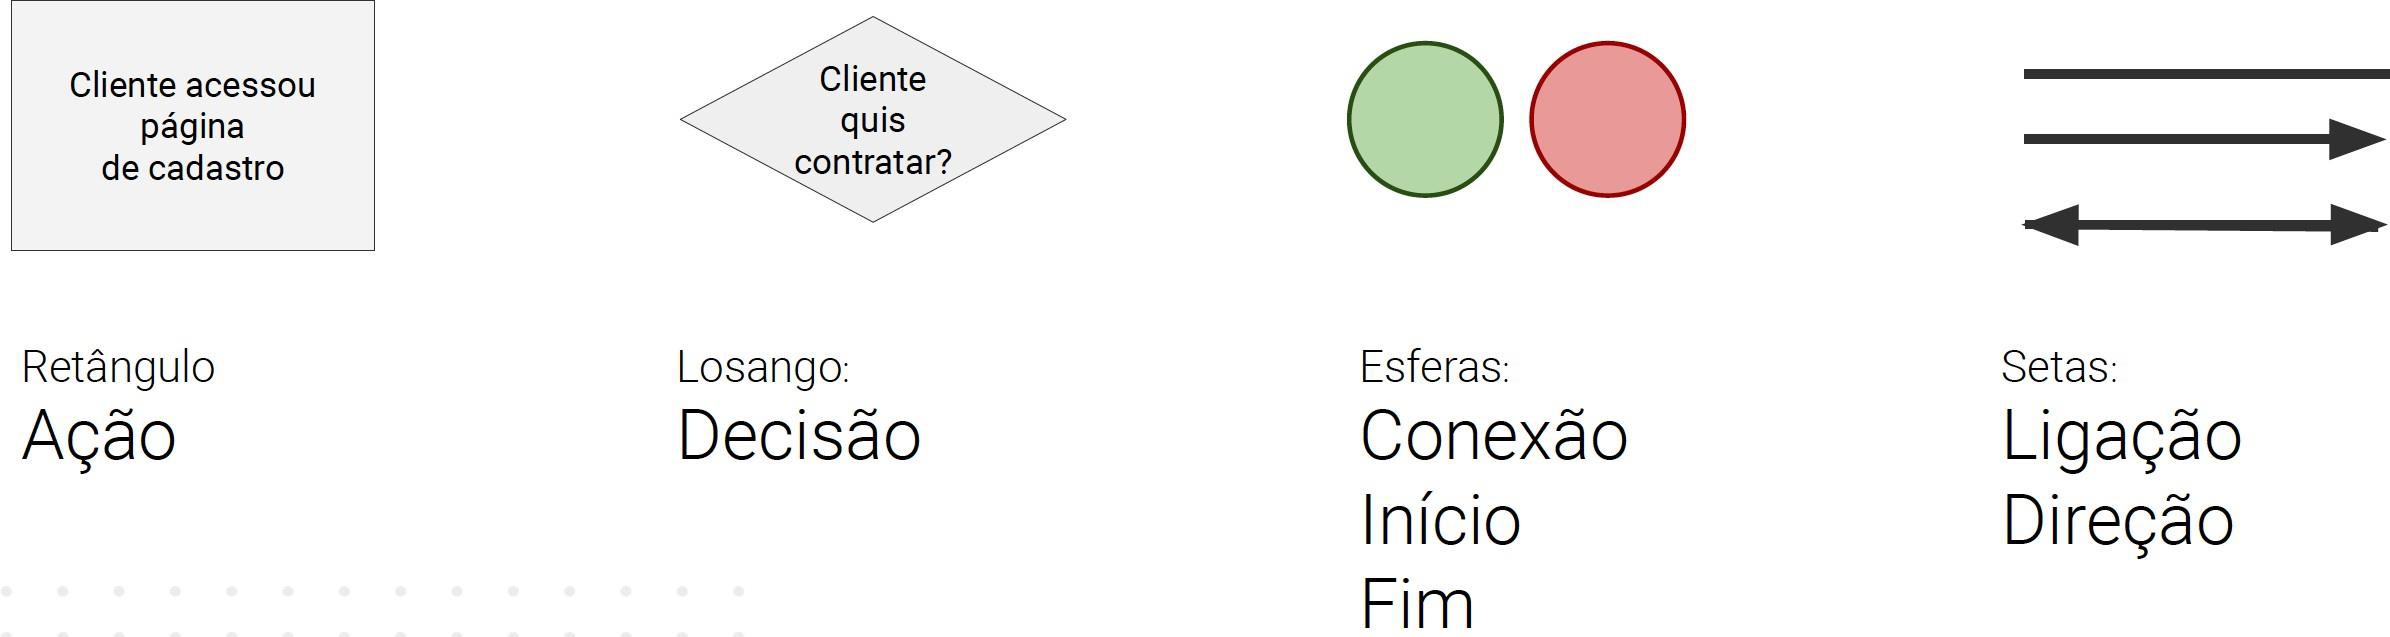 Cliente acessou
página
de cadastro
Cliente
quis
contratar?
Retângulo
Ação
Losango:
Decisão
Esferas:
Conexão
Início
Fim
Setas:
Ligação
Direção